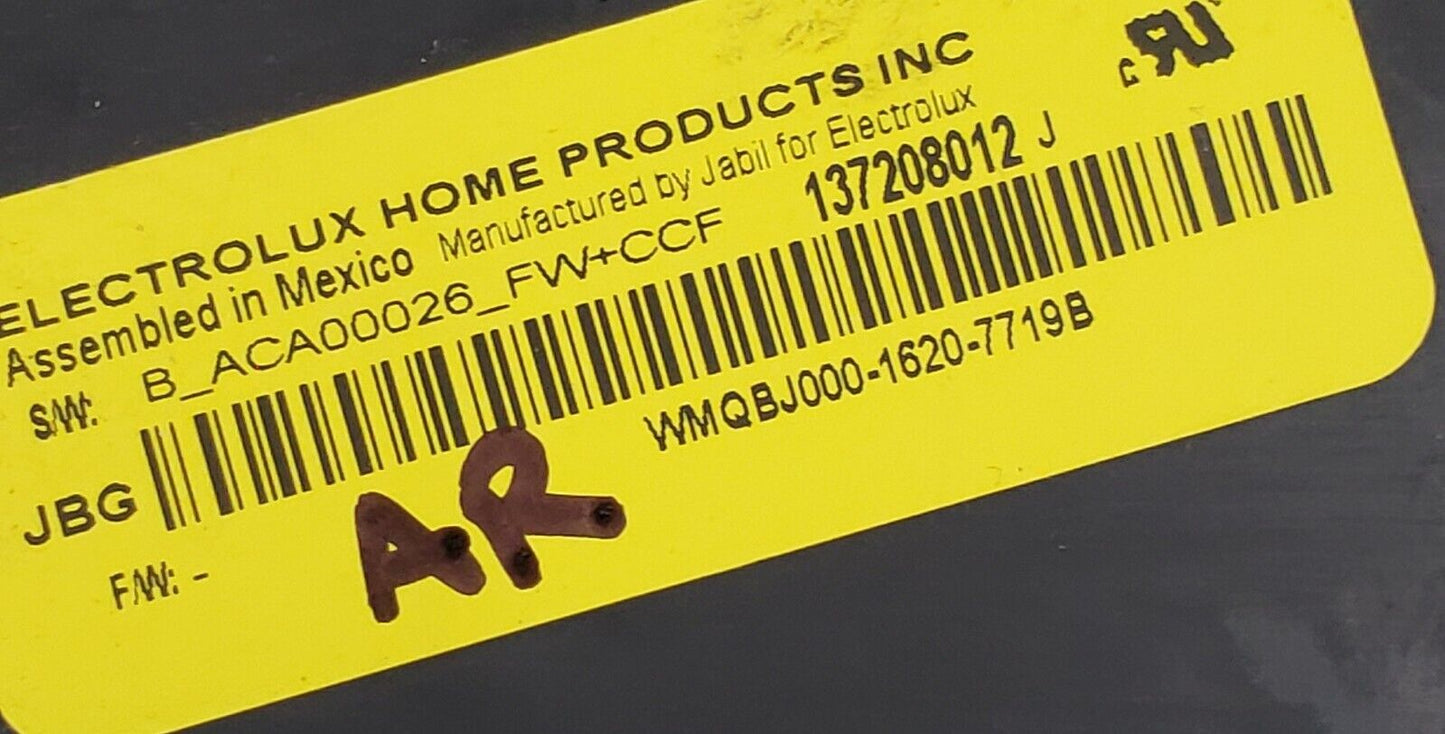 ELECTROLUX HOME PRODUCTS INC
Assembled in Mexico Manufactured by Jabil for Electrolux
S/W: B_ACA00026_FW+CCF 137208012 J
JBG
WMQBJ000-1620-7719B
F/W: -
AR